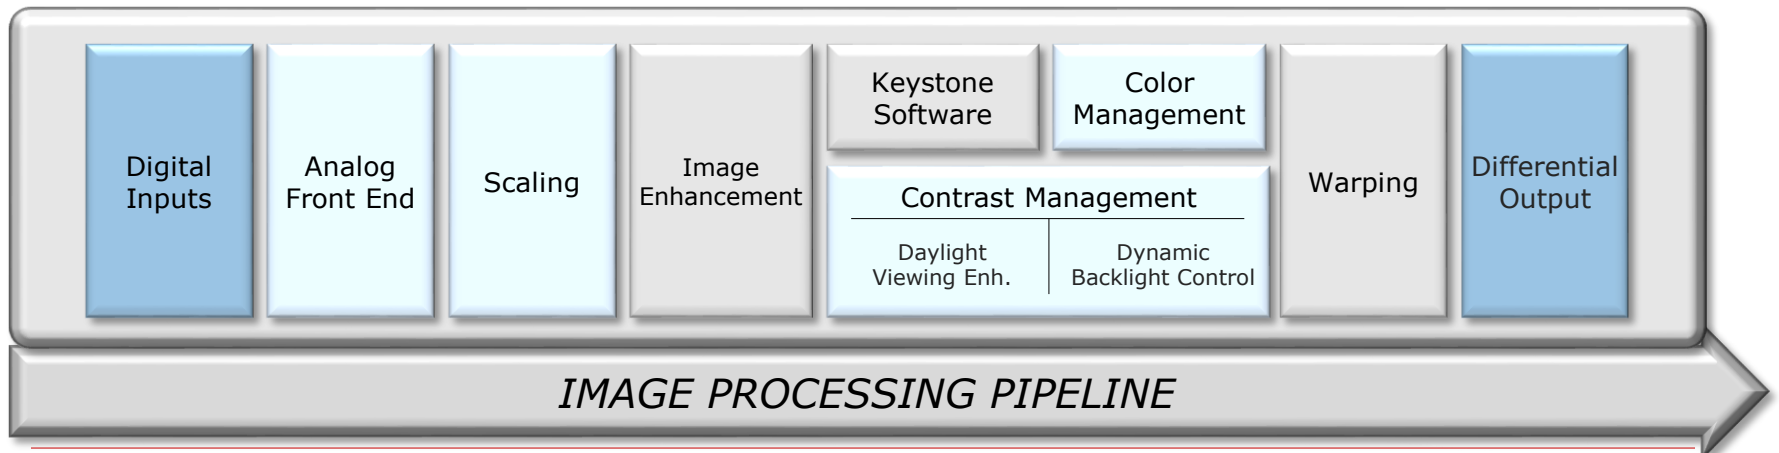 Digital
Inputs
Analog
Front End
Scaling
Image
Enhancement
Keystone
Software
Color
Management
Contrast Management
Daylight
Viewing Enh.
Dynamic
Backlight Control
Warping
Differential
Output
IMAGE PROCESSING PIPELINE